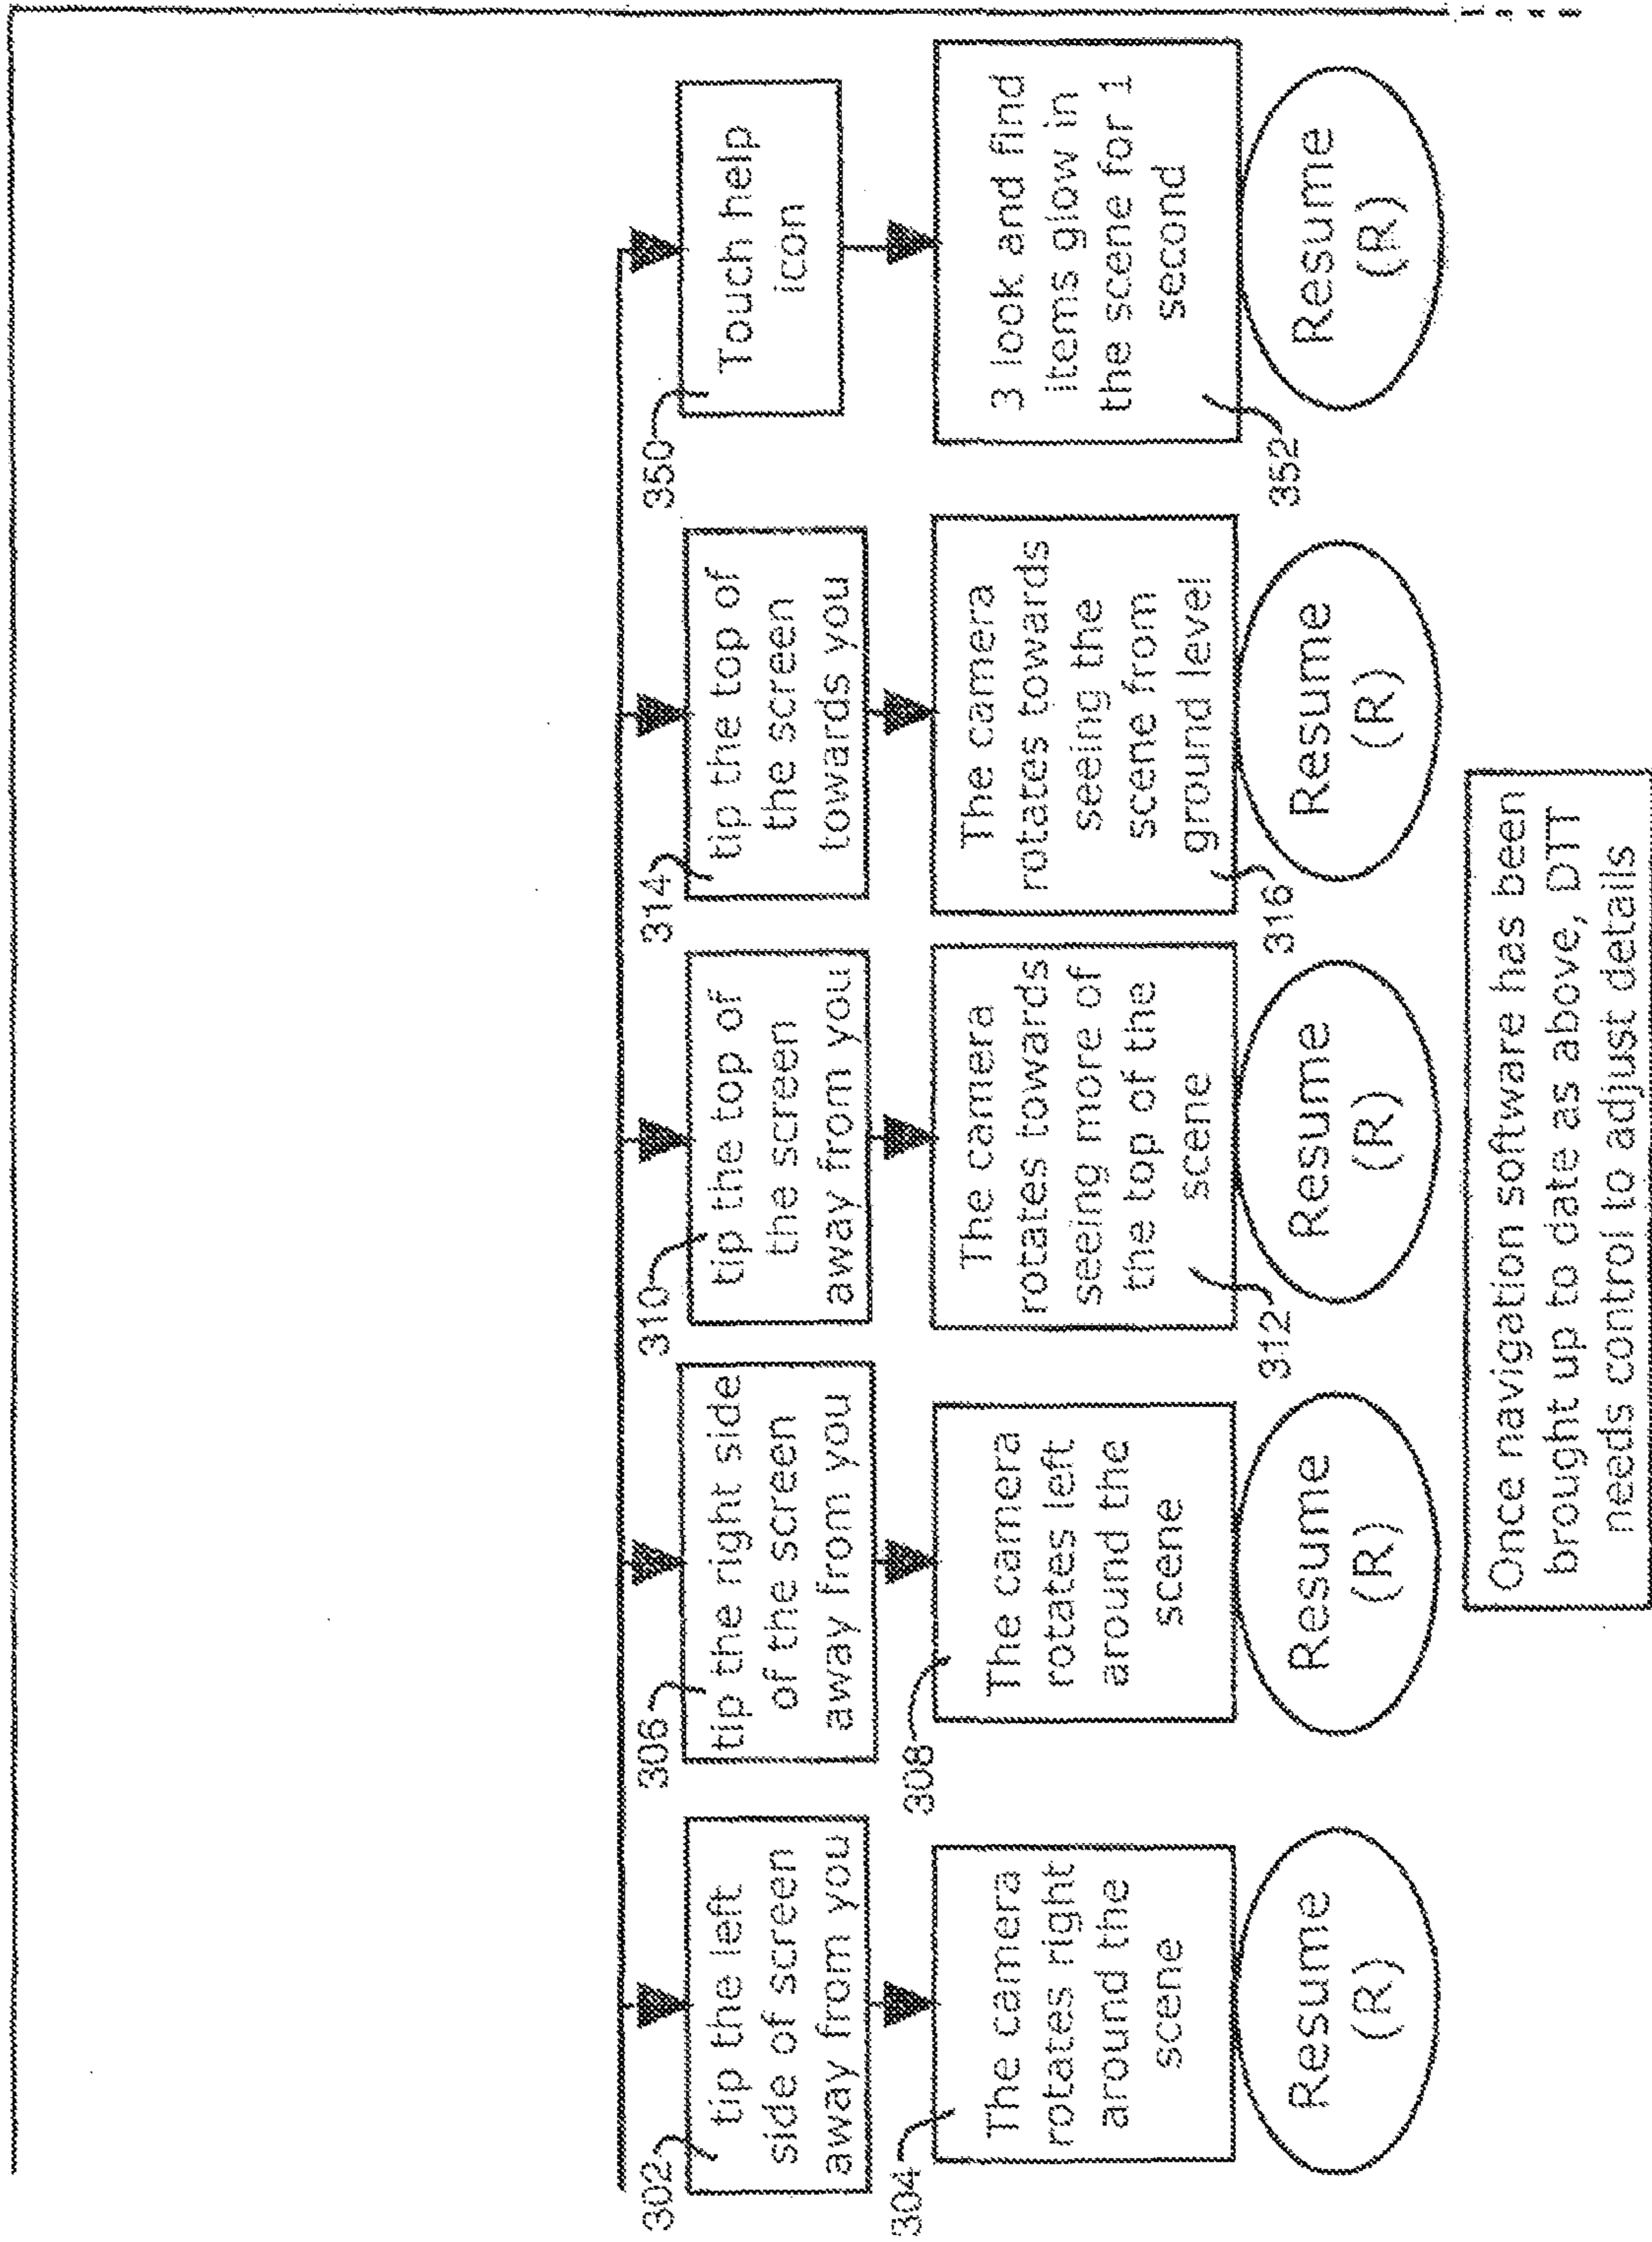 302
tip the left
side of screen
away from you
304
The camera
rotates right
around the
scene
Resume
(R)
306
tip the right side
of the screen
away from you
308
The camera
rotates left
around the
scene
Resume
(R)
310
tip the top of
the screen
away from you
312
The camera
rotates towards
seeing more of
the top of the
scene
Resume
(R)
314
tip the top of
the screen
towards you
316
The camera
rotates towards
seeing the
scene from
ground level
Resume
(R)
350
Touch help
icon
352
3 look and find
items glow in
the scene for 1
second
Resume
(R)
Once navigation software has been
brought up to date as above, DTT
needs control to adjust details